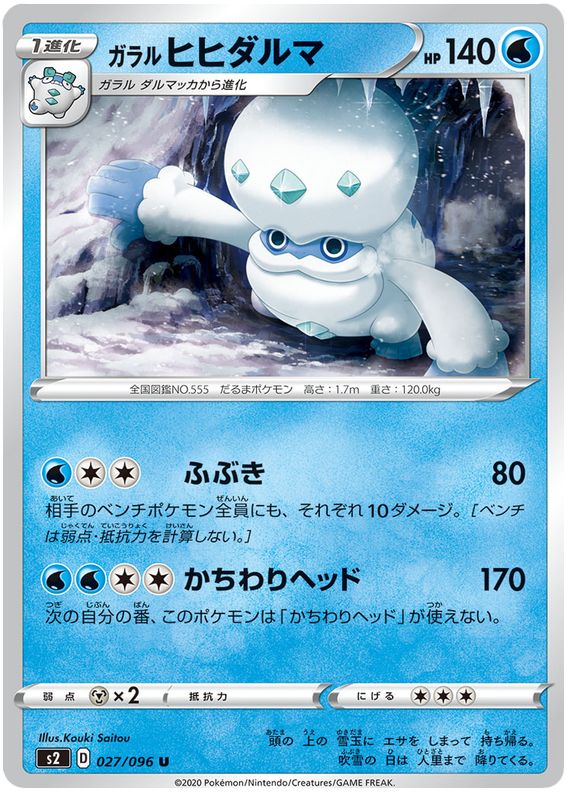 1進化 ガラル ヒヒダルマ HP 140
ガラル ダルマッカから進化
全国図鑑NO.555 だるまポケモン 高さ:1.7m 重さ:120.0kg
ふぶき 80
相手のベンチポケモン全員にも、それぞれ10ダメージ。[ベンチ
は弱点・抵抗力を計算しない。]
かちわりヘッド 170
次の自分の番、このポケモンは「かちわりヘッド」が使えない。
弱点 ×2 抵抗力 にげる
Illus.Kouki Saitou
s2 D 027/096 U
頭の 上の 雪玉に エサを しまって 持ち帰る。
吹雪の 日は 人里まで 降りてくる。
©2020 Pokémon/Nintendo/Creatures/GAME FREAK.